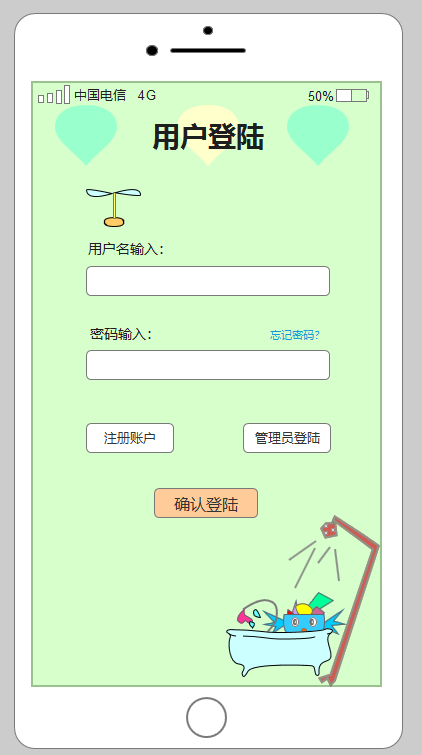 中国电信 4G 50%
用户登陆
用户名输入：
密码输入： 忘记密码?
注册账户 管理员登陆
确认登陆